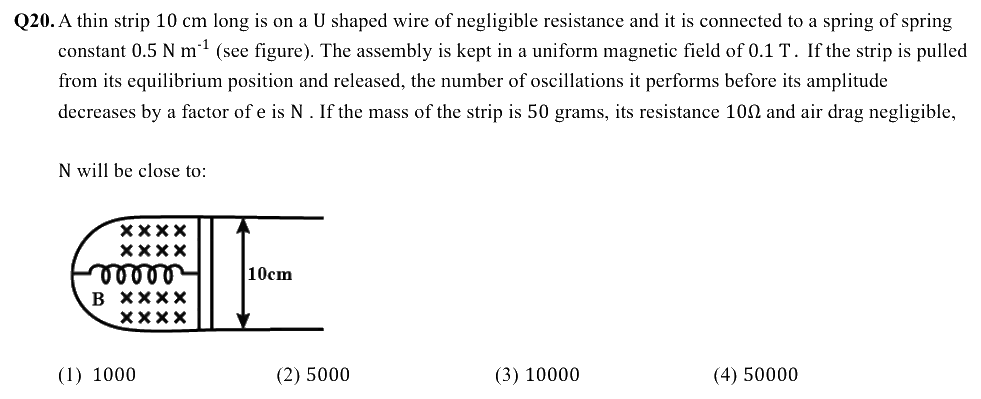 Q20. A thin strip 10 cm long is on a U shaped wire of negligible resistance and it is connected to a spring of spring
constant 0.5 N m⁻¹ (see figure). The assembly is kept in a uniform magnetic field of 0.1 T. If the strip is pulled
from its equilibrium position and released, the number of oscillations it performs before its amplitude
decreases by a factor of e is N . If the mass of the strip is 50 grams, its resistance 10Ω and air drag negligible,
N will be close to:
x x x x
x x x x
10cm
B x x x x
x x x x
(1) 1000 (2) 5000 (3) 10000 (4) 50000